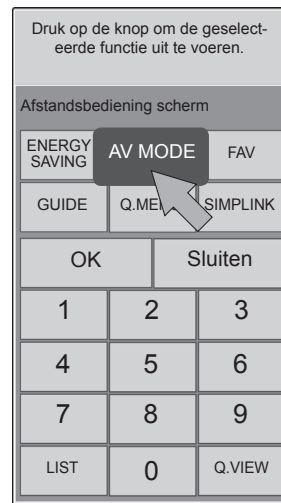 Druk op de knop om de geselect-
eerde functie uit te voeren.
Afstandsbediening scherm
ENERGY
SAVING
AV MODE
FAV
GUIDE
SIMPLINK
OK
Sluiten
1 2 3
4 5 6
7 8 9
LIST 0 Q.VIEW